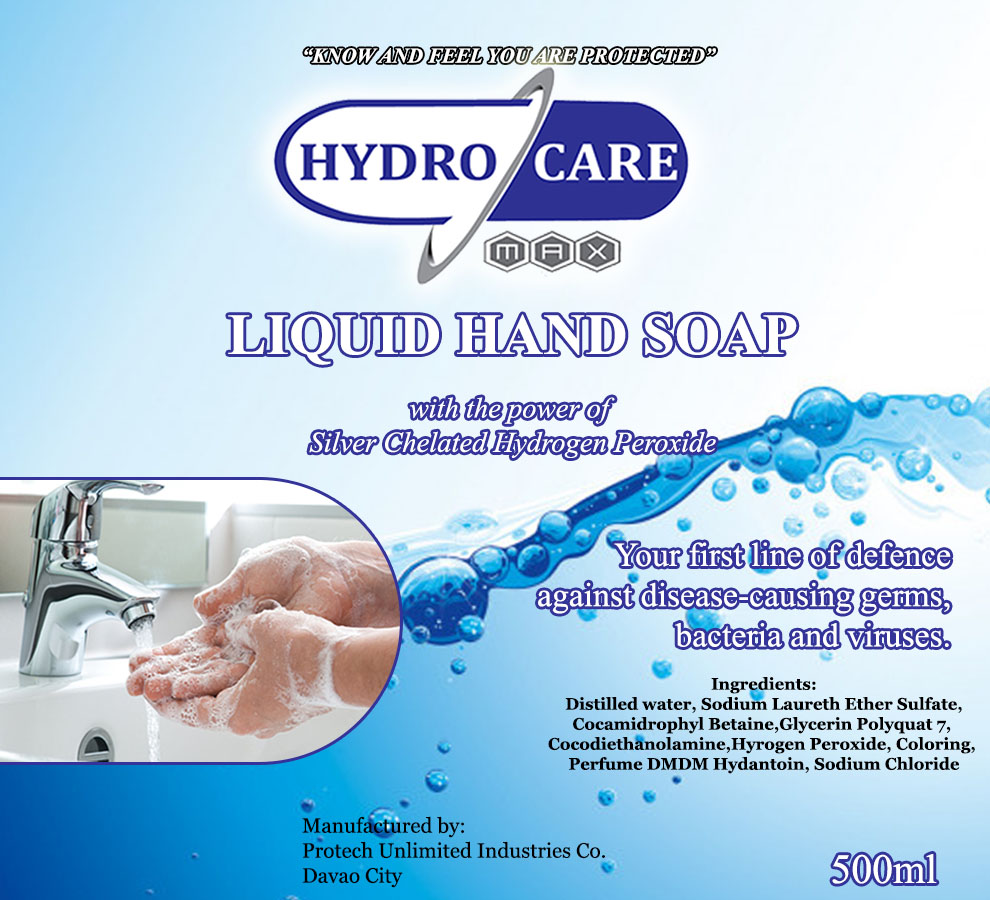 “KNOW AND FEEL YOU ARE PROTECTED”
HYDRO CARE
MAX
LIQUID HAND SOAP
with the power of
Silver Chelated Hydrogen Peroxide
Your first line of defence
against disease-causing germs,
bacteria and viruses.
Ingredients:
Distilled water, Sodium Laureth Ether Sulfate,
Cocamidrophyl Betaine,Glycerin Polyquat 7,
Cocodiethanolamine,Hyrogen Peroxide, Coloring,
Perfume DMDM Hydantoin, Sodium Chloride
Manufactured by:
Protech Unlimited Industries Co.
Davao City
500ml